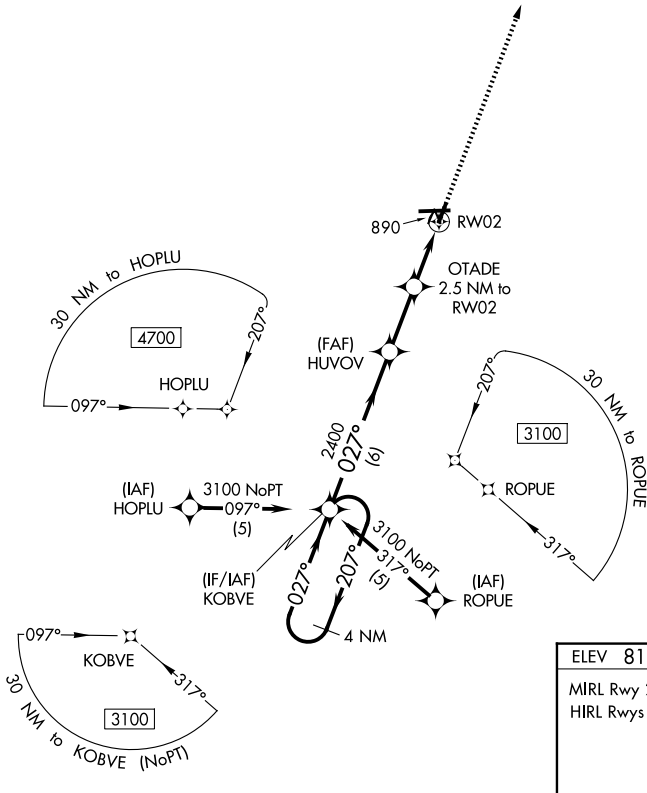 890
RW02
OTADE
2.5 NM to
RW02
30 NM to HOPLU
4700
207°
HOPLU
097°
(FAF)
HUVOV
207°
30 NM to ROPUE
3100
ROPUE
317°
2400
027°
(6)
(IAF)
HOPLU
3100 NoPT
097°
(5)
3100 NoPT
317°
(5)
(IF/IAF)
KOBVE
027°
207°
4 NM
(IAF)
ROPUE
097°
KOBVE
317°
3100
30 NM to KOBVE (NoPT)
ELEV 81
MIRL Rwy
HIRL Rwys